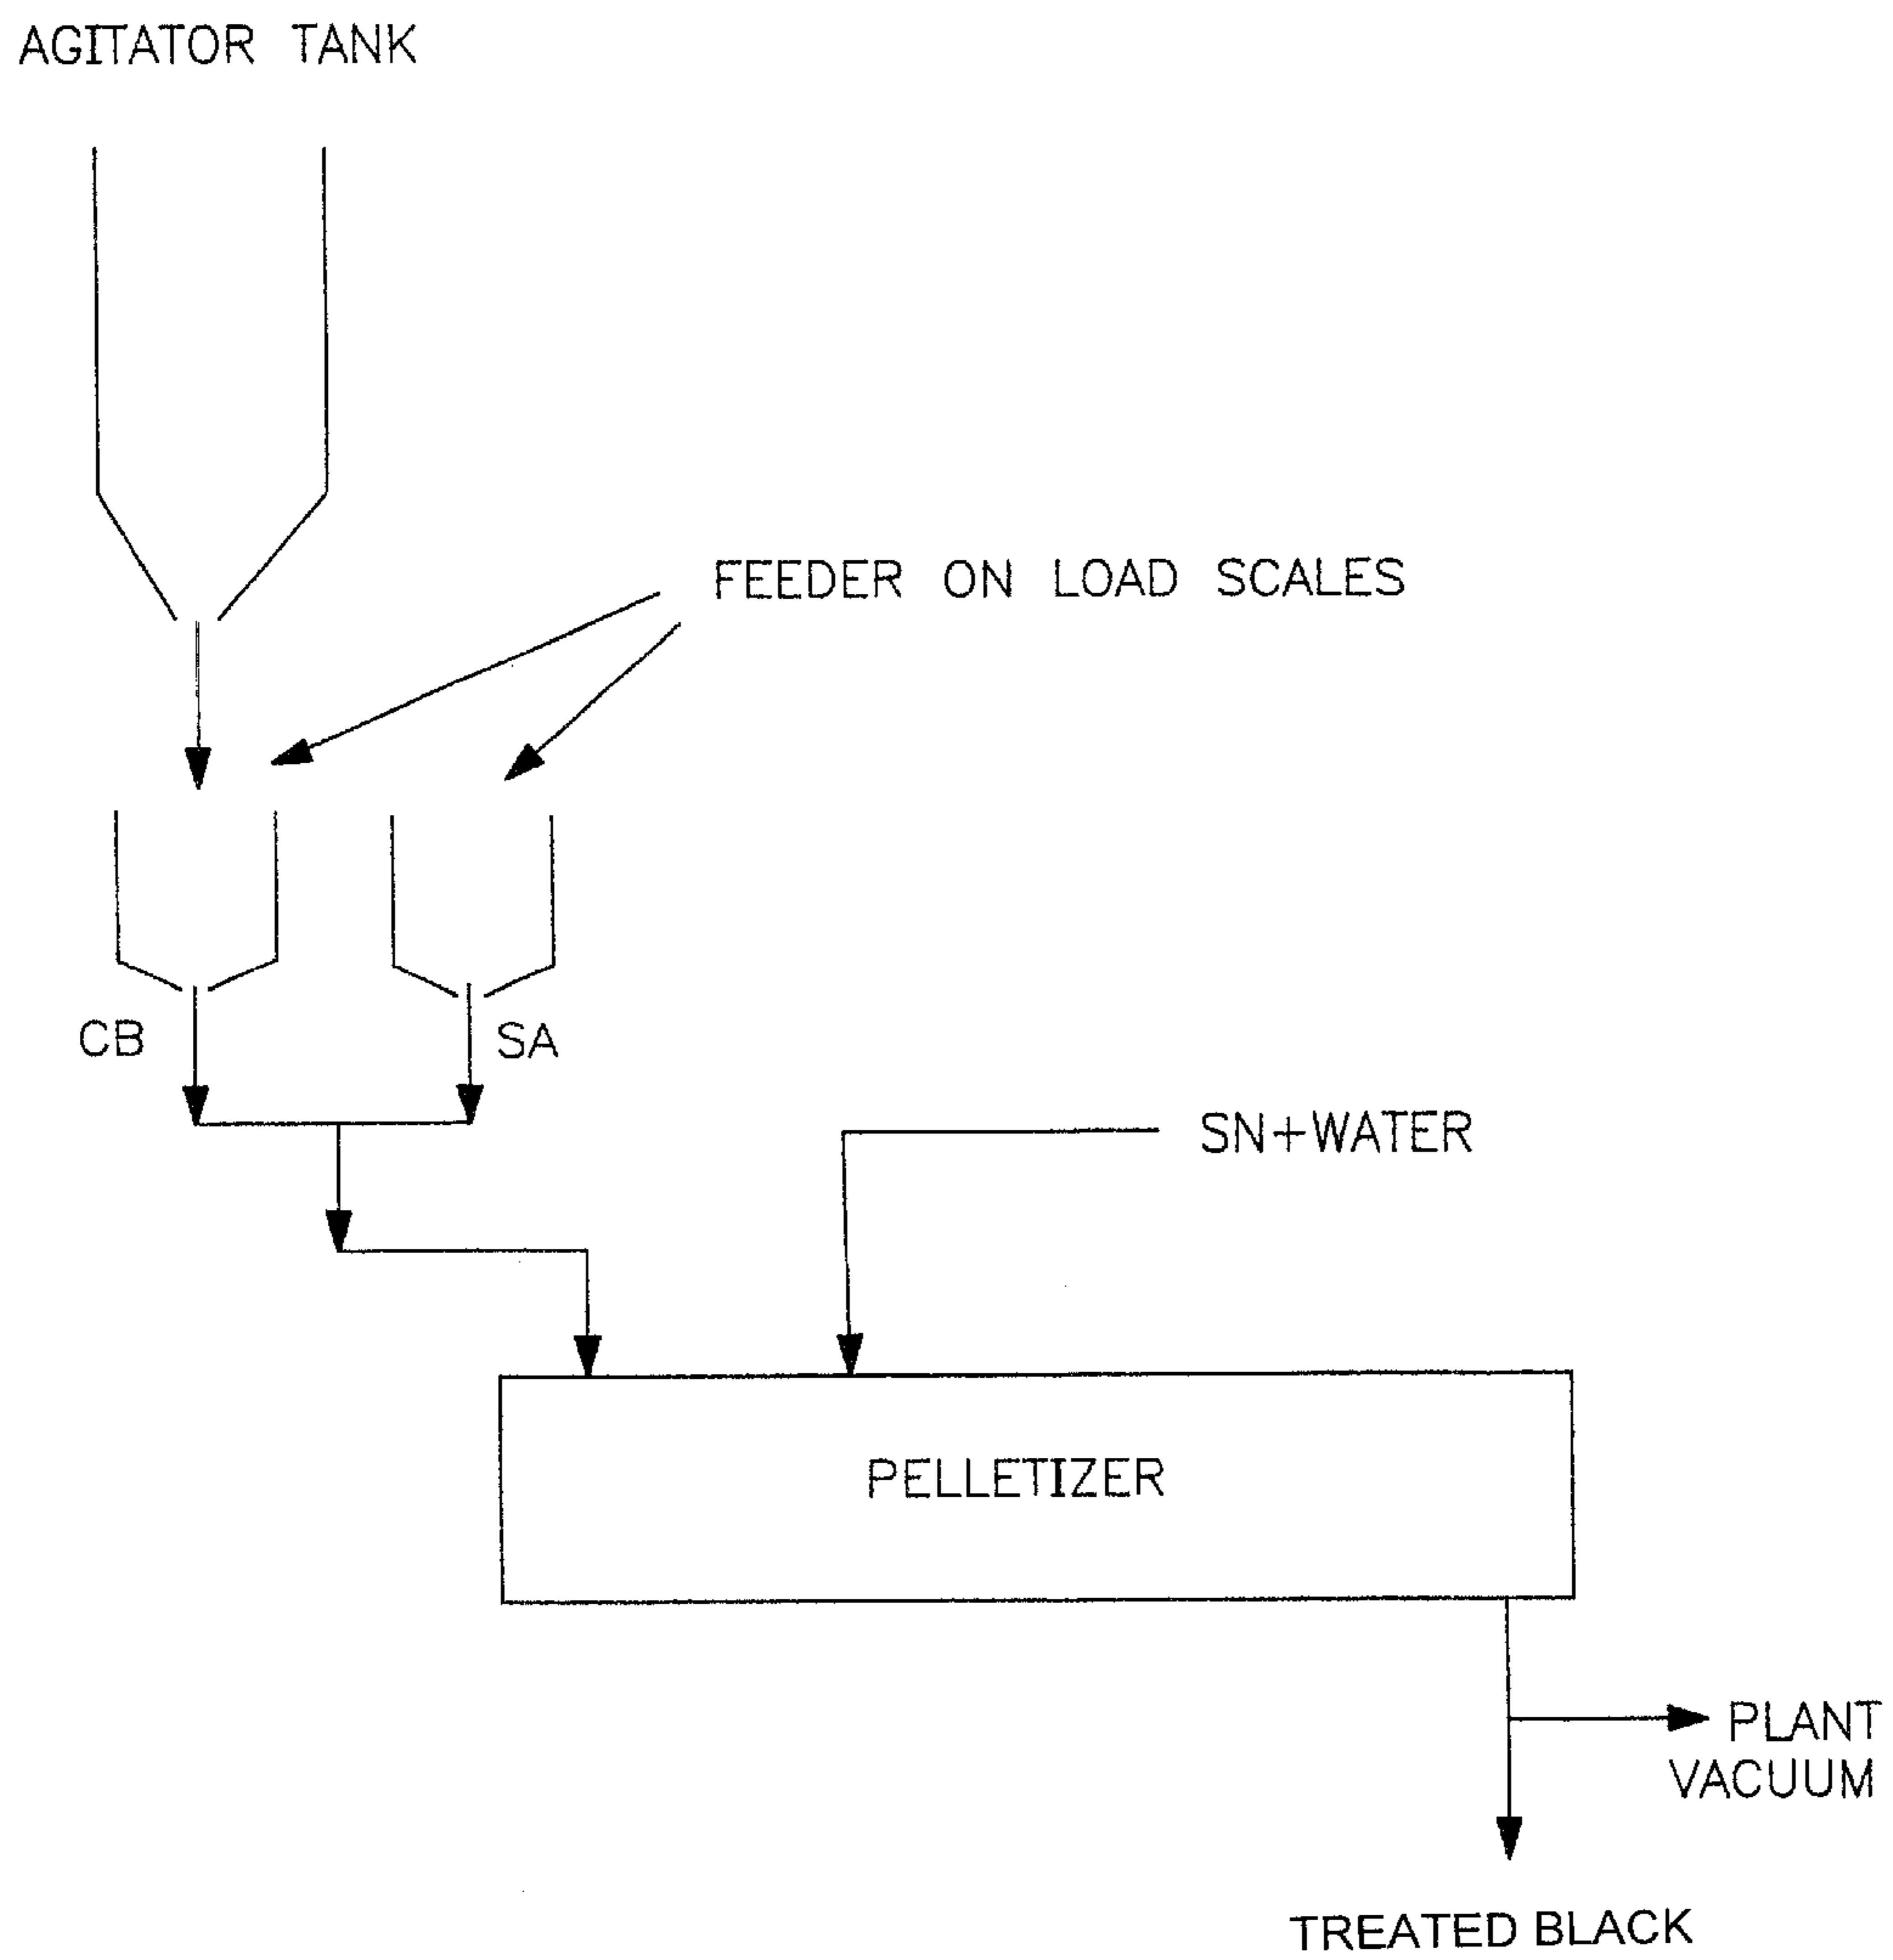 AGITATOR TANK
FEEDER ON LOAD SCALES
CB
SA
SN+WATER
PELLETIZER
PLANT
VACUUM
TREATED BLACK